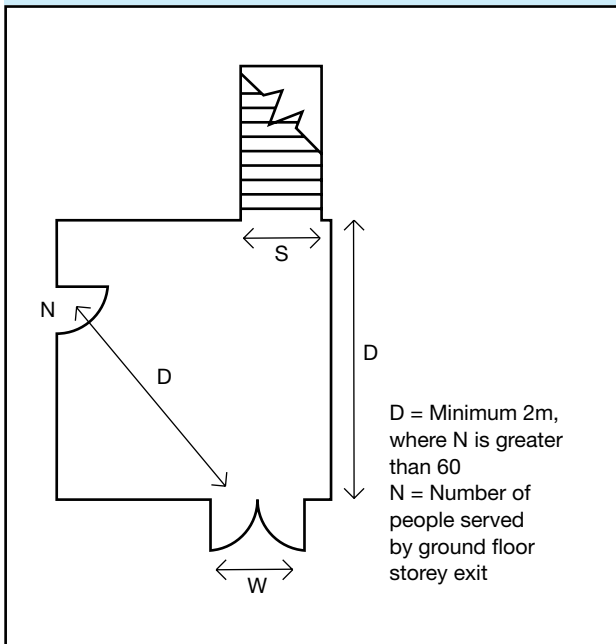 S
N
D
D
D = Minimum 2m,
where N is greater
than 60
N = Number of
people served
by ground floor
storey exit
W